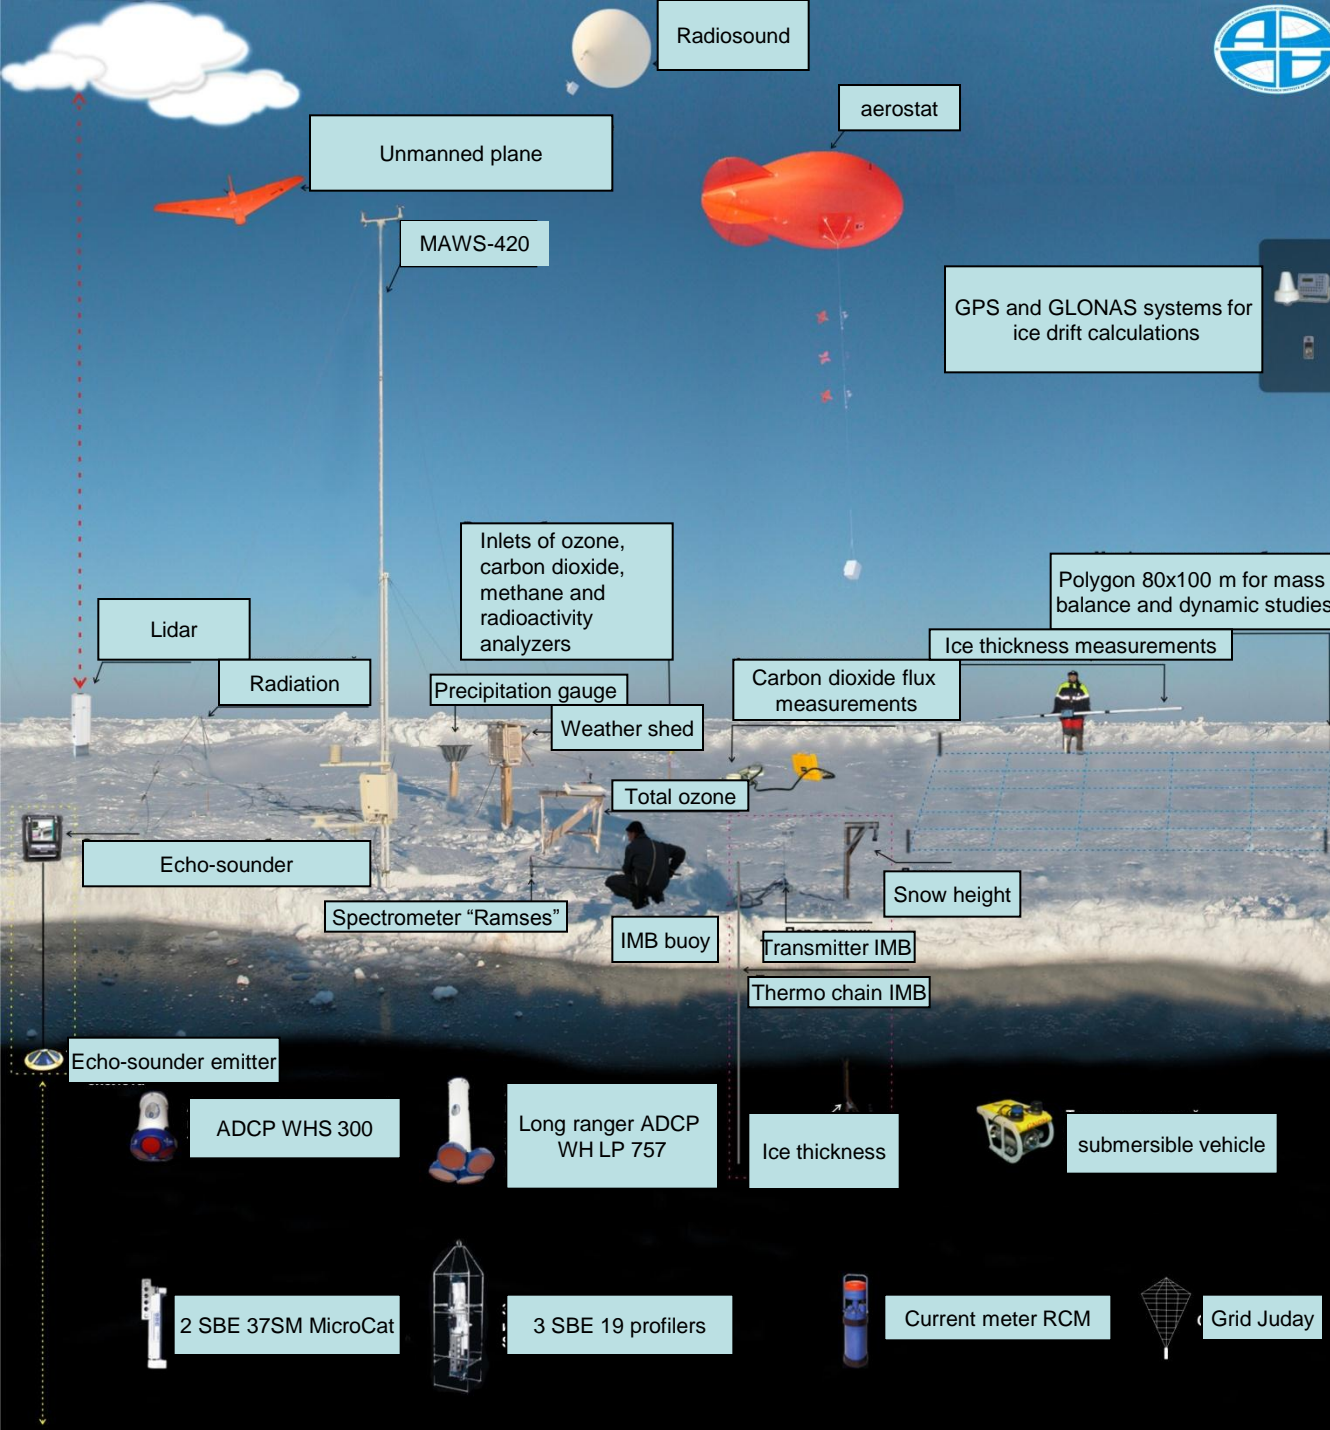 Radiosound
aerostat
Unmanned plane
MAWS-420
GPS and GLONAS systems for
ice drift calculations
Inlets of ozone,
carbon dioxide,
methane and
radioactivity
analyzers
Polygon 80x100 m for mass
balance and dynamic studies
Lidar
Ice thickness measurements
Radiation
Precipitation gauge
Carbon dioxide flux
measurements
Weather shed
Total ozone
Echo-sounder
Snow height
Spectrometer “Ramses”
IMB buoy
Transmitter IMB
Thermo chain IMB
Echo-sounder emitter
ADCP WHS 300
Long ranger ADCP
WH LP 757
Ice thickness
submersible vehicle
2 SBE 37SM MicroCat
3 SBE 19 profilers
Current meter RCM
Grid Juday